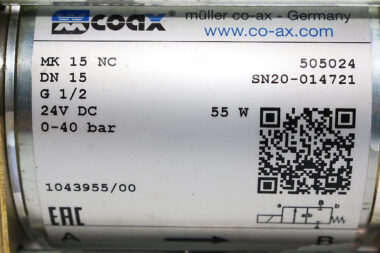 coax müller co-ax - Germany
www.co-ax.com
MK 15 NC 505024
DN 15 SN20-014721
G 1/2
24V DC 55 W
0-40 bar
1043955/00
EAC
A B